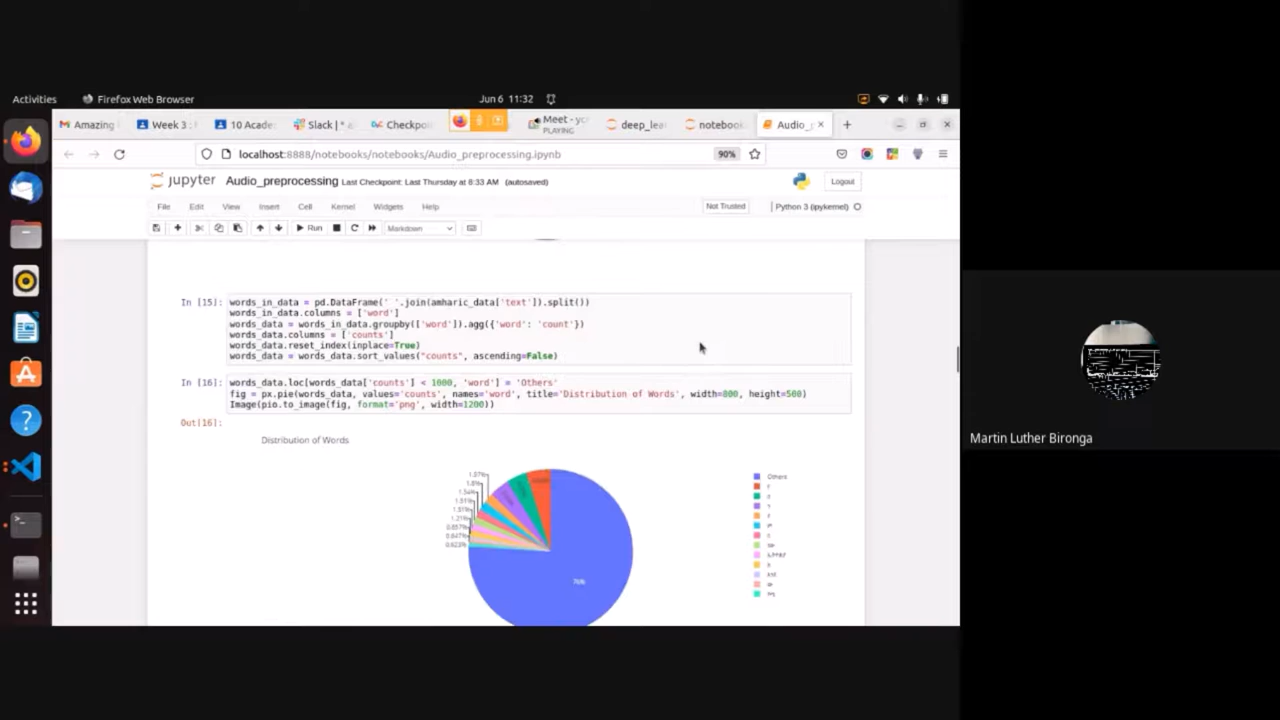 Activities
Firefox Web Browser
Jun 6 11:32
Amazing
Week 3 :
10 Acade
Slack | * a
Checkpo
Meet - yc
PLAYING
deep_lea
notebook
Audio_p
localhost:8888/notebooks/notebooks/Audio_preprocessing.ipynb
90%
jupyter
Audio_preprocessing Last Checkpoint: Last Thursday at 8:33 AM (autosaved)
Logout
File Edit View Insert Cell Kernel Widgets Help
Not Trusted
Python 3 (ipykernel)
Run
Markdown
In [15]:
words_in_data = pd.DataFrame(' '.join(amharic_data['text']).split())
words_in_data.columns = ['word']
words_data = words_in_data.groupby(['word']).agg({'word': 'count'})
words_data.columns = ['counts']
words_data.reset_index(inplace=True)
words_data = words_data.sort_values("counts", ascending=False)
In [16]:
words_data.loc[words_data['counts'] < 1000, 'word'] = 'Others'
fig = px.pie(words_data, values='counts', names='word', title='Distribution of Words', width=800, height=500)
Image(pio.to_image(fig, format='png', width=1200))
Out[16]:
Distribution of Words
Others
Martin Luther Bironga